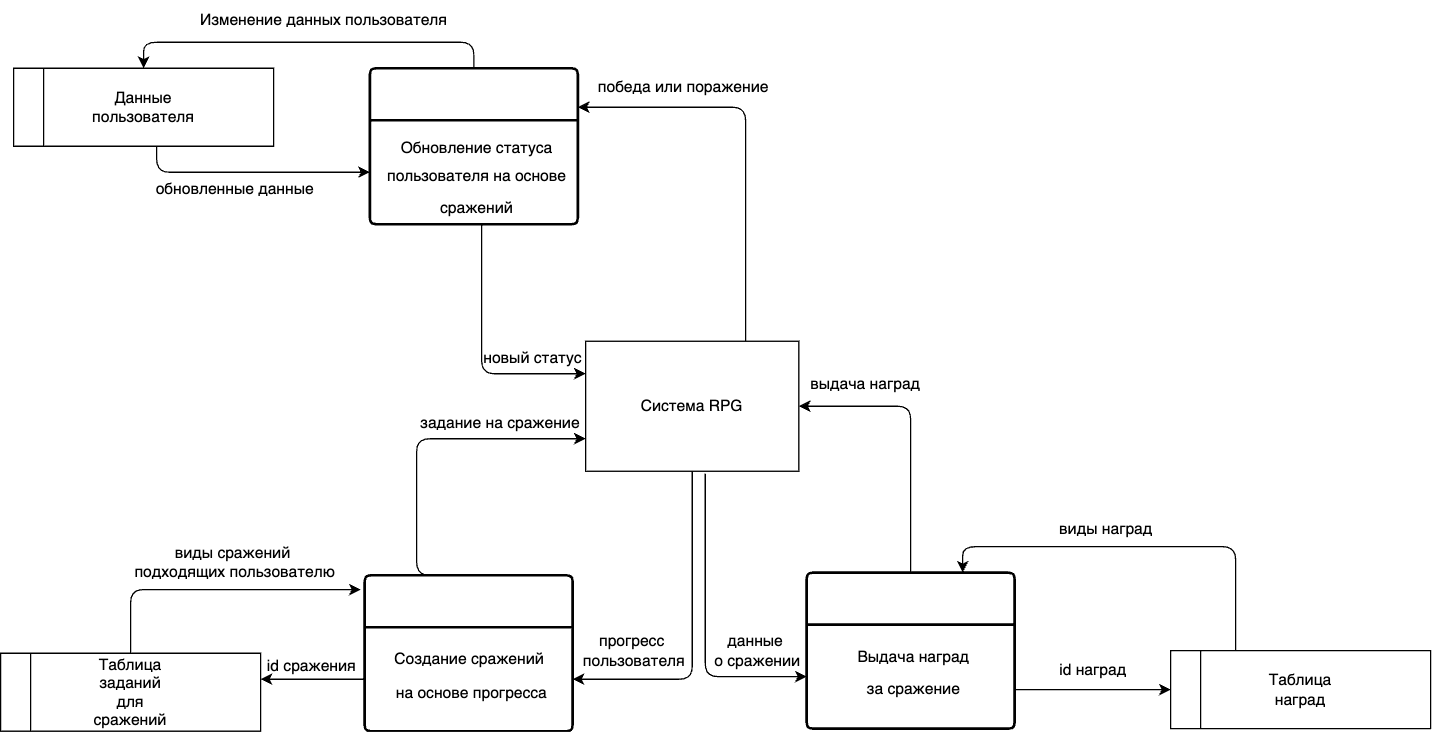 Изменение данных пользователя
Данные
пользователя
победа или поражение
Обновление статуса
пользователя на основе
сражений
обновленные данные
новый статус
Система RPG
выдача наград
задание на сражение
виды сражений
подходящих пользователю
виды наград
Таблица
заданий
для
сражений
id сражения
Создание сражений
на основе прогресса
прогресс
пользователя
данные
о сражении
Выдача наград
за сражение
id наград
Таблица
наград